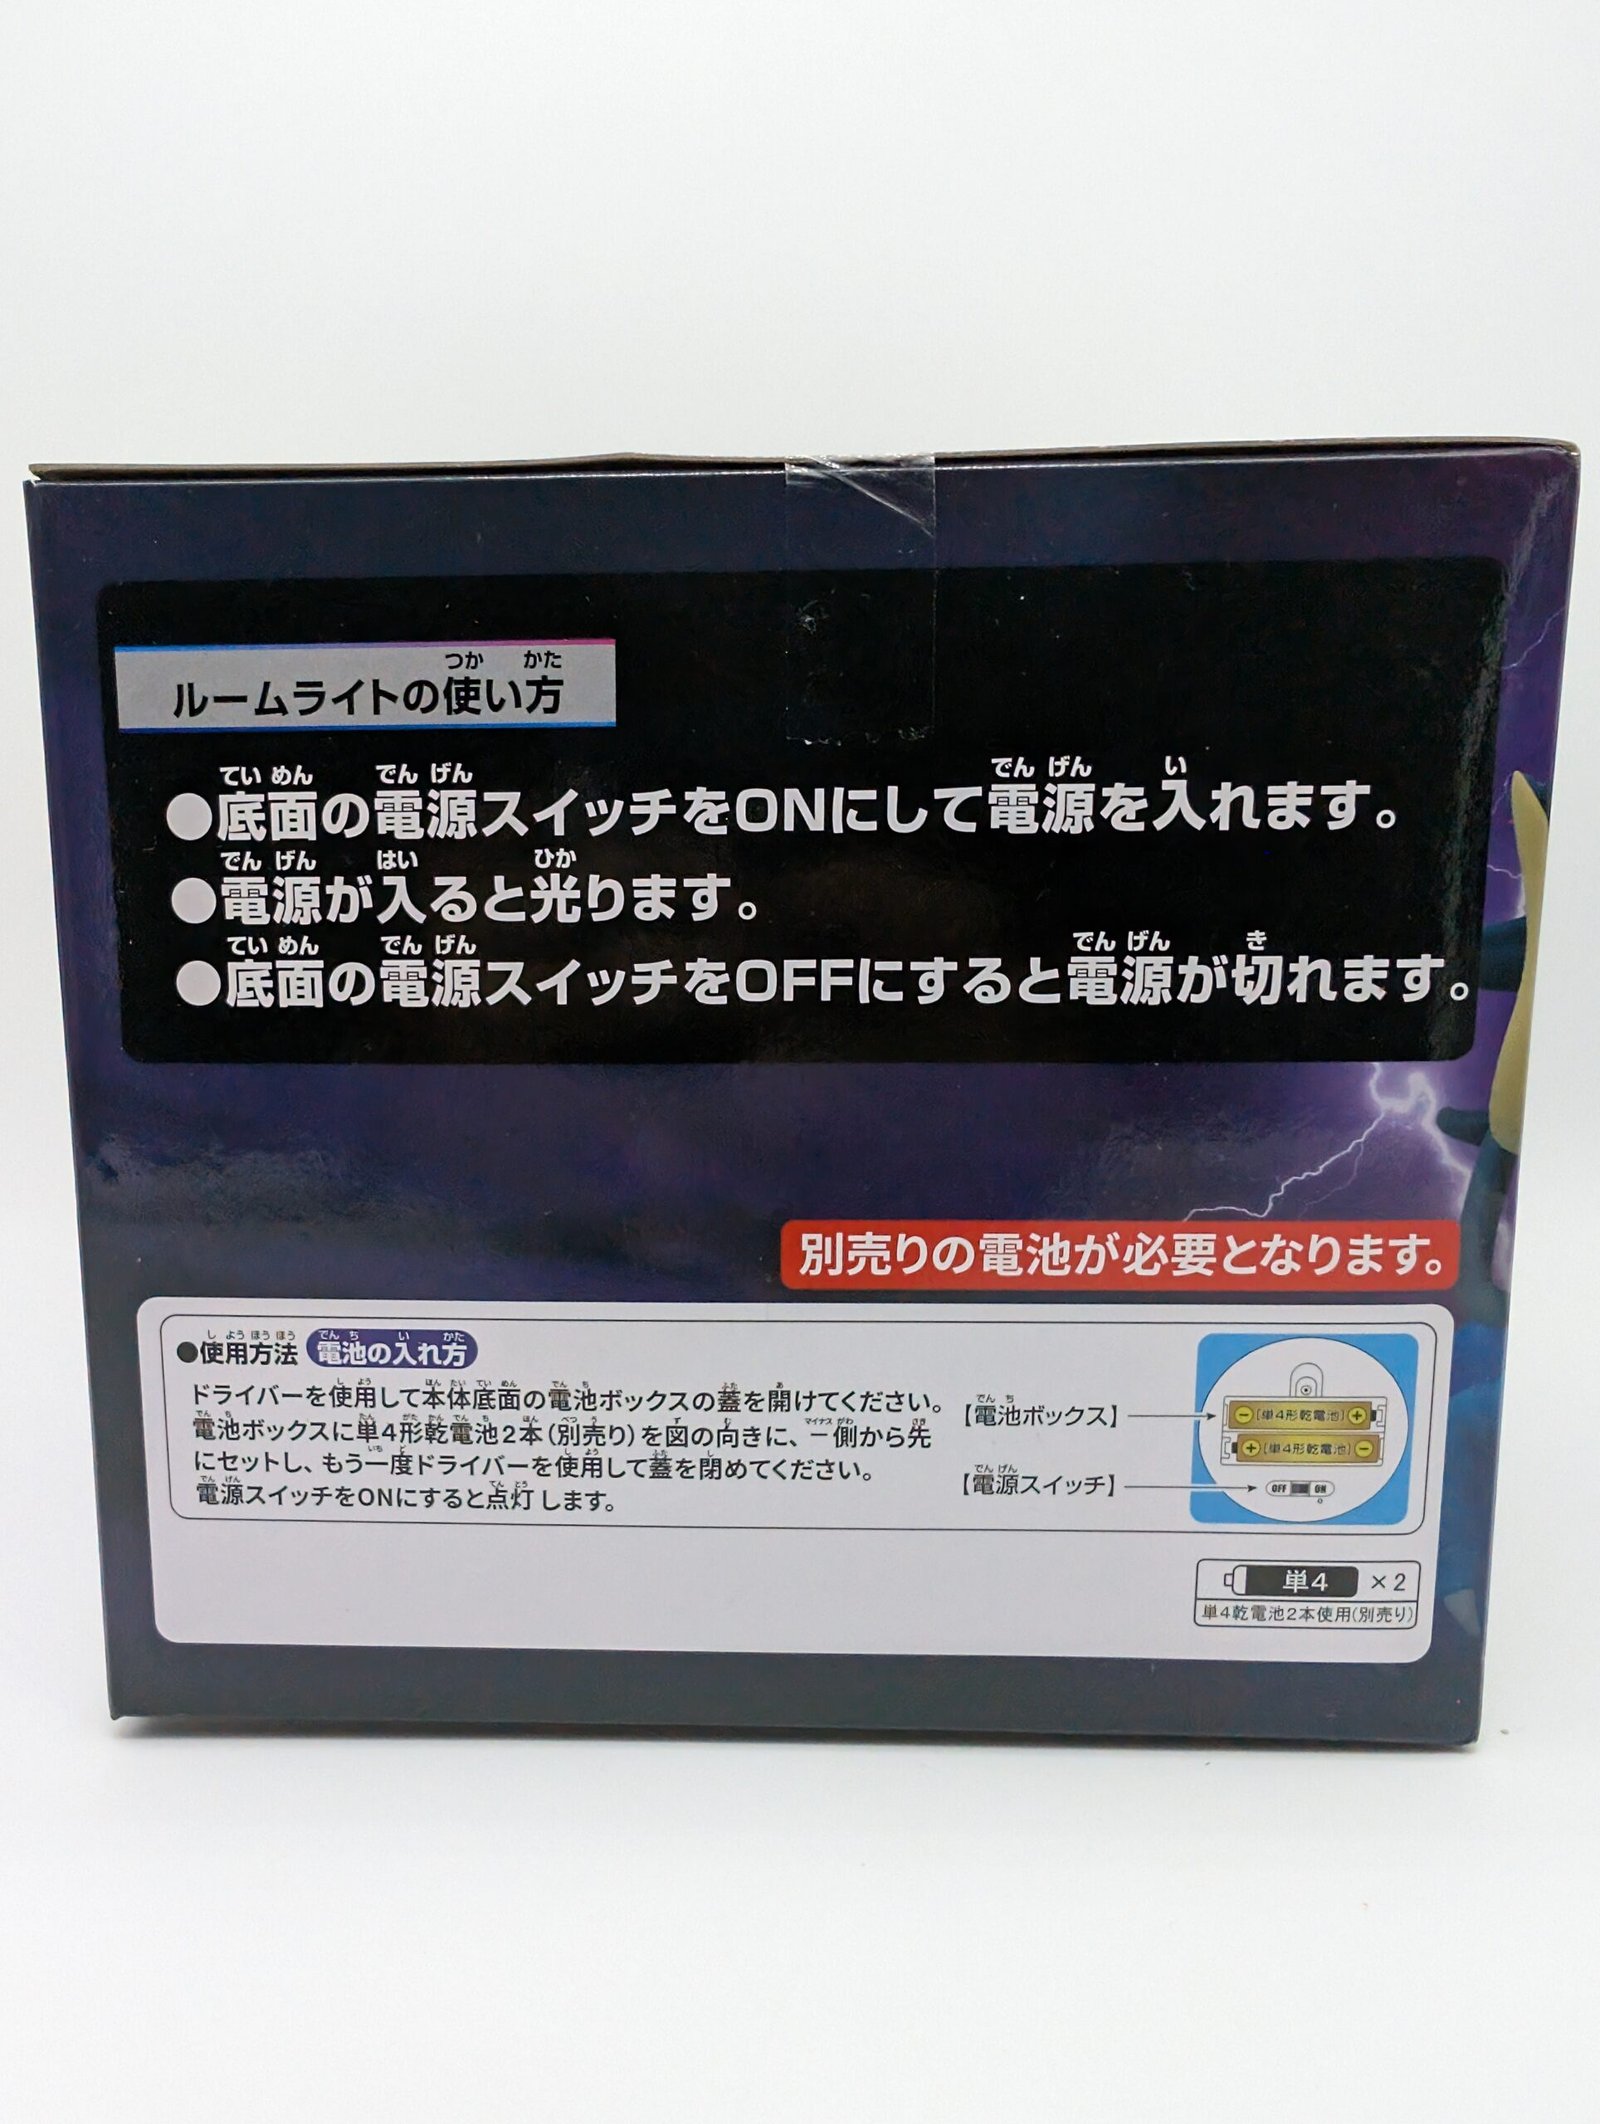 ルームライトの使い方
●底面の電源スイッチをONにして電源を入れます。
●電源が入ると光ります。
●底面の電源スイッチをOFFにすると電源が切れます。
別売りの電池が必要となります。
●使用方法 電池の入れ方
ドライバーを使用して本体底面の電池ボックスの蓋を開けてください。
電池ボックスに単4形乾電池2本(別売り)を図の向きに、－側から先
にセットし、もう一度ドライバーを使用して蓋を閉めてください。
電源スイッチをONにすると点灯します。
【電池ボックス】
【電源スイッチ】
－ [単4形乾電池] ＋
＋ [単4形乾電池] －
OFF ON
単4 ×2
単4乾電池2本使用(別売り)